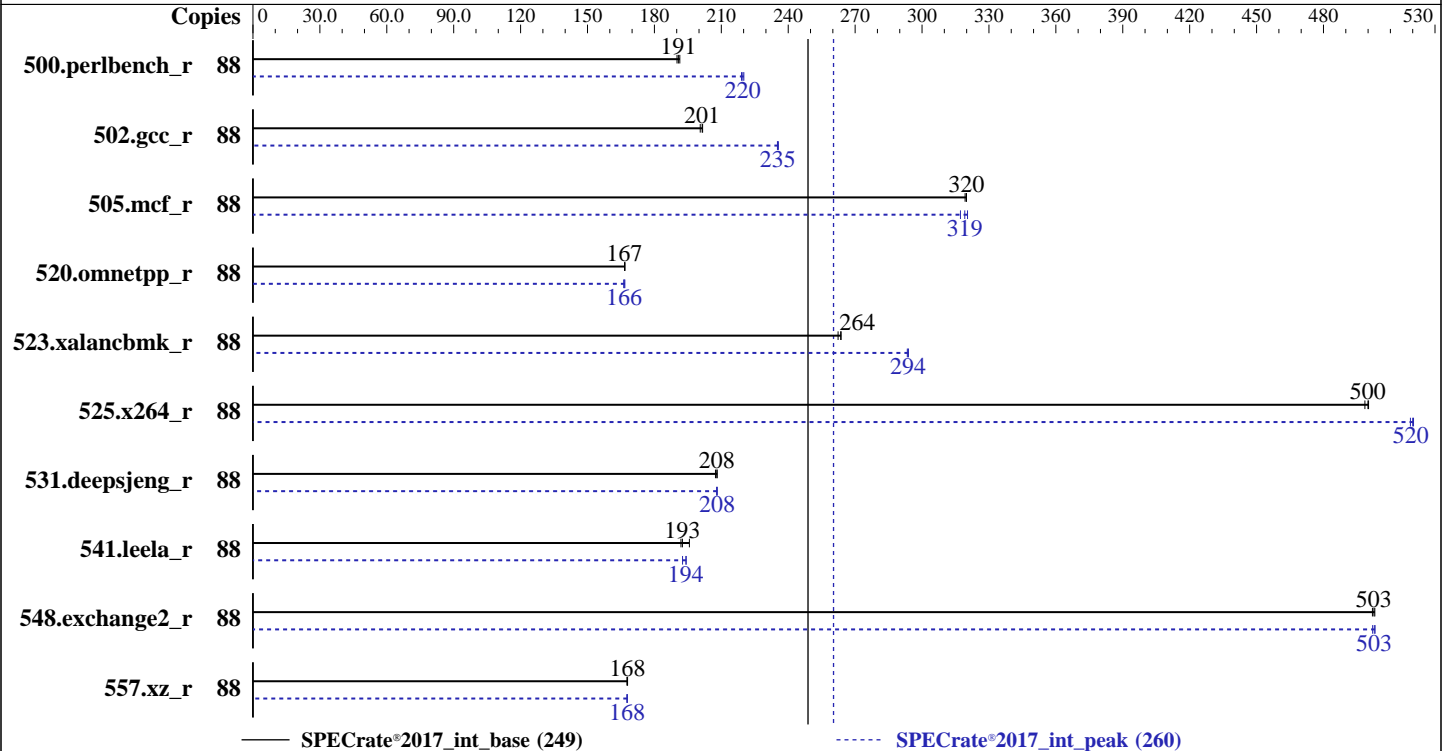 Copies 0 30.0 60.0 90.0 120 150 180 210 240 270 300 330 360 390 420 450 480 530
191
500.perlbench_r 88
220
201
502.gcc_r 88
235
320
505.mcf_r 88
319
167
520.omnetpp_r 88
166
264
523.xalancbmk_r 88
294
500
525.x264_r 88
520
208
531.deepsjeng_r 88
208
193
541.leela_r 88
194
503
548.exchange2_r 88
503
168
557.xz_r 88
168
SPECrate®2017_int_base (249) SPECrate®2017_int_peak (260)